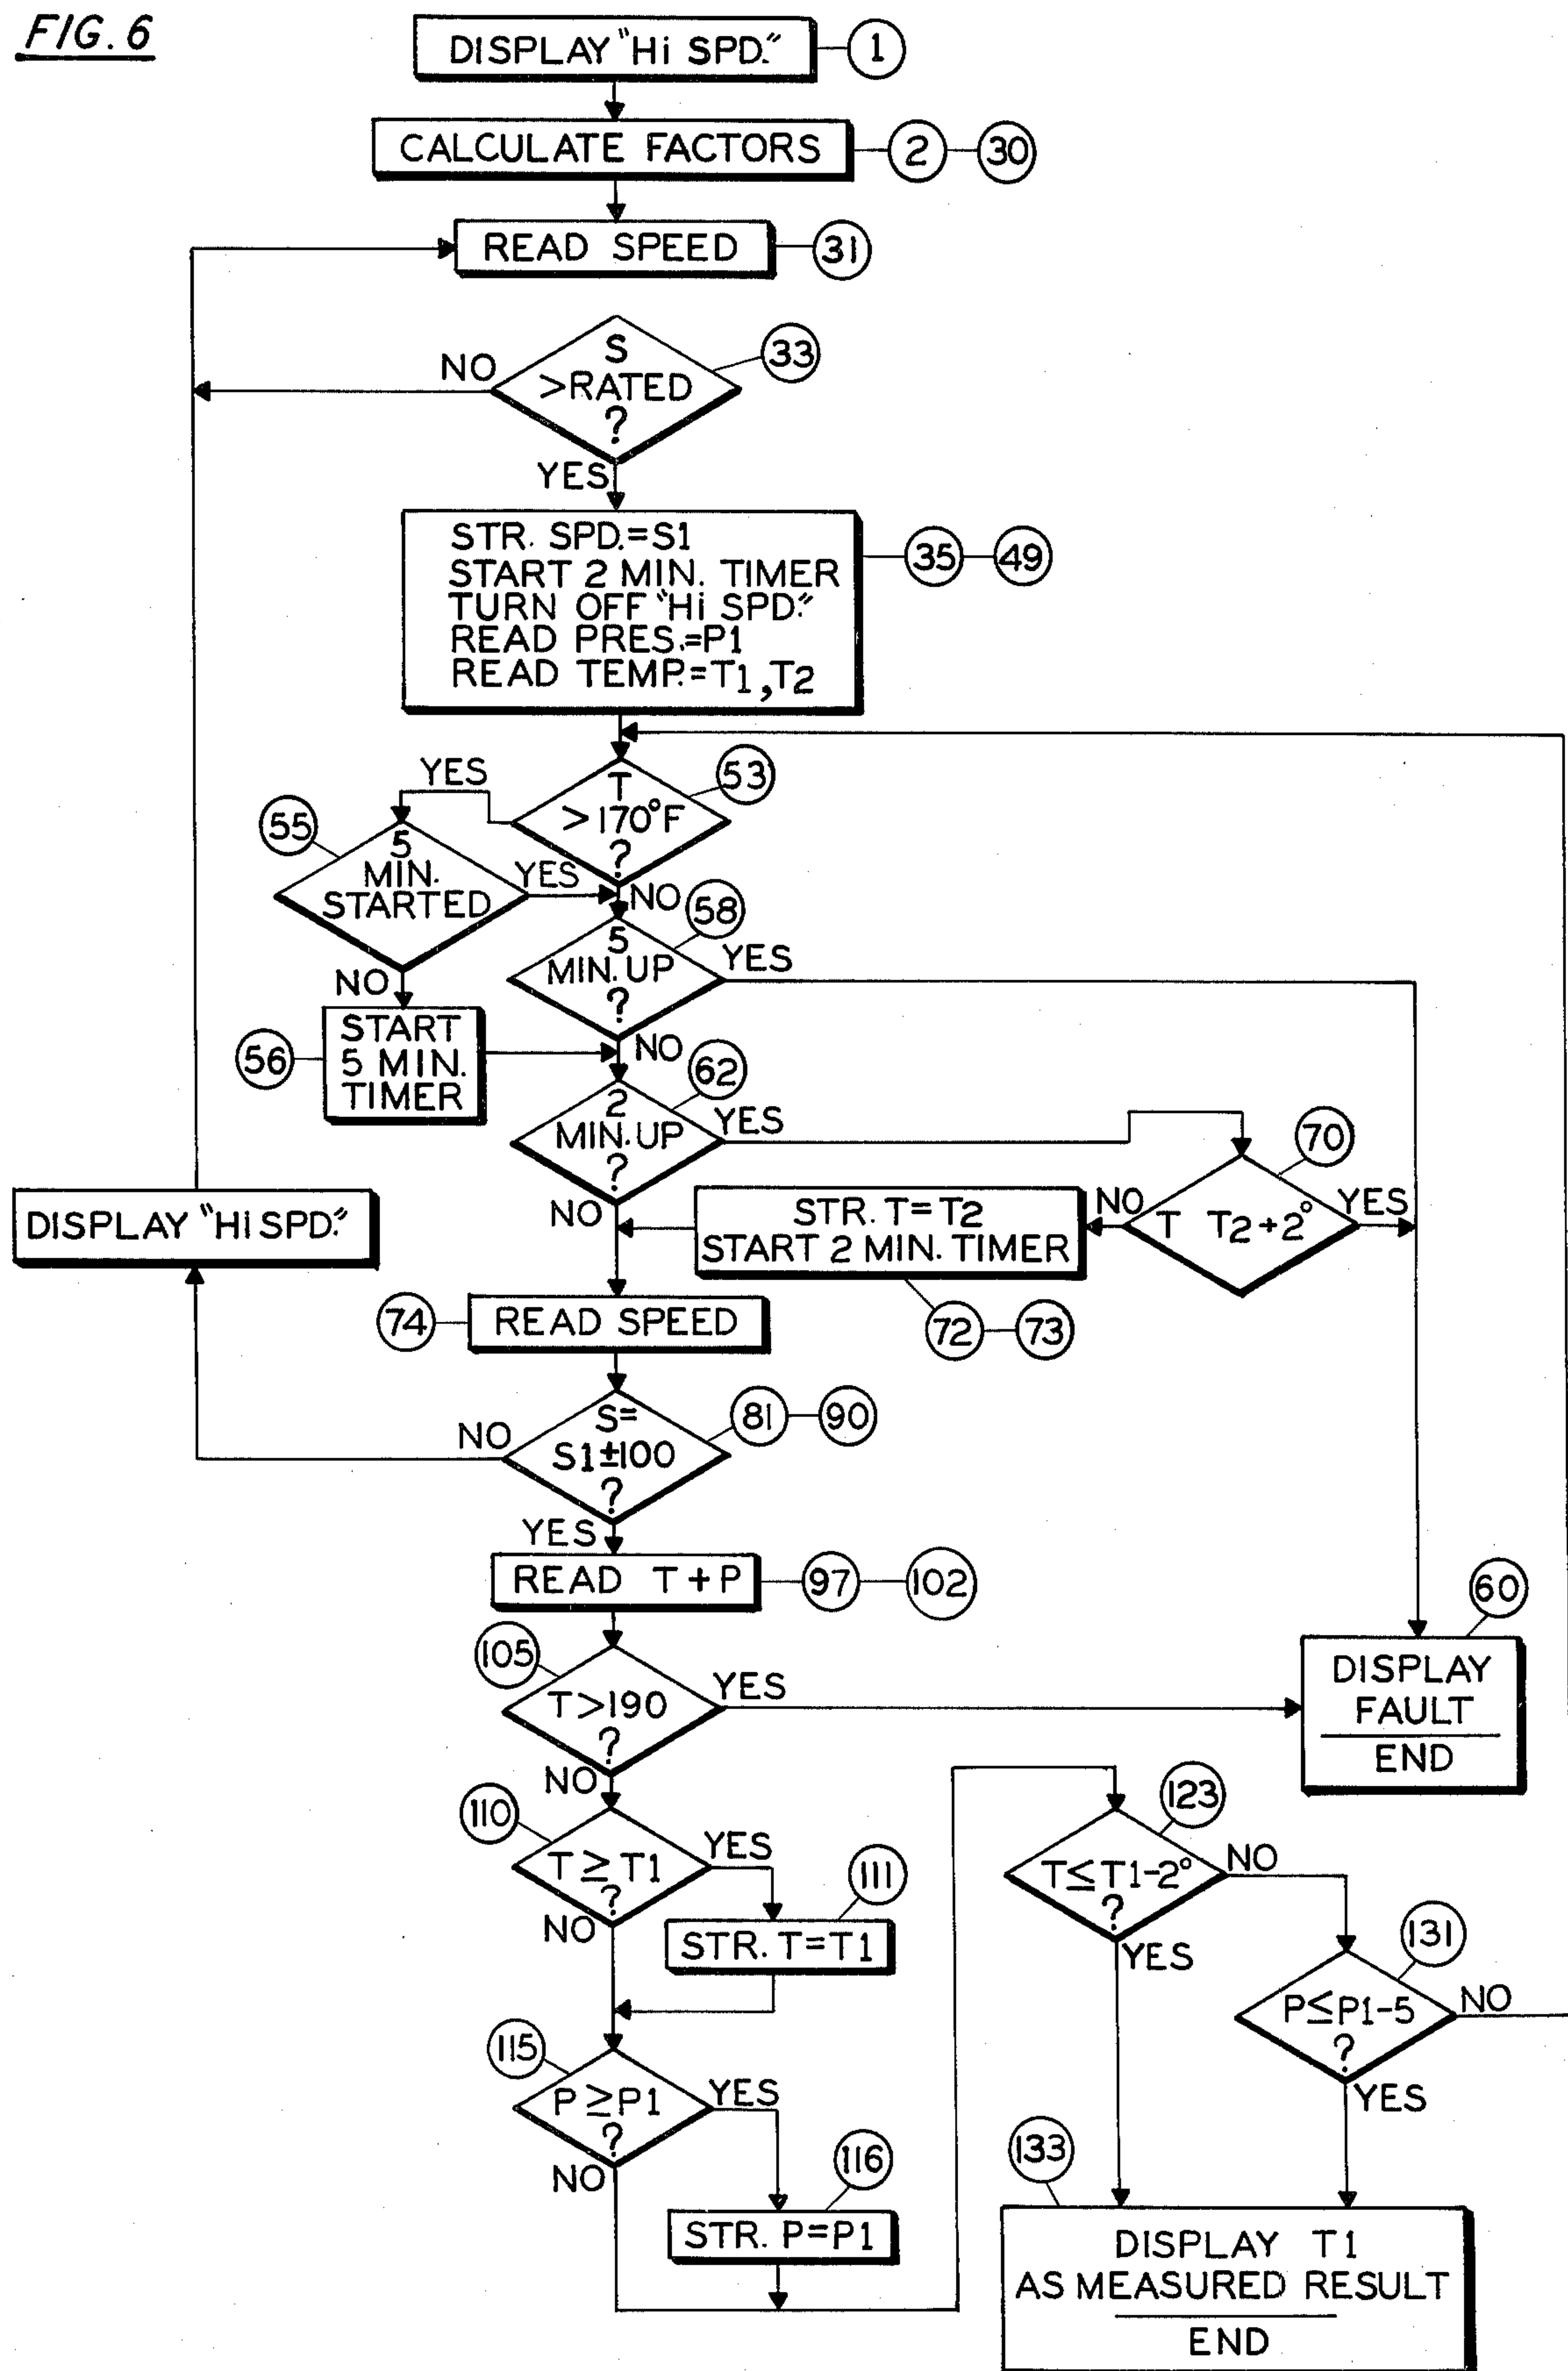 FIG. 6
DISPLAY "Hi SPD."
1
CALCULATE FACTORS
2
30
READ SPEED
31
S
>RATED
?
33
NO
YES
STR. SPD.=S1
START 2 MIN. TIMER
TURN OFF "Hi SPD."
READ PRES.=P1
READ TEMP.=T1,T2
35
49
T
>170°F
?
53
YES
NO
55
5
MIN.
STARTED
YES
NO
58
5
MIN. UP
?
YES
NO
56
START
5 MIN.
TIMER
62
2
MIN. UP
?
YES
NO
70
T T2+2°
NO
YES
STR. T=T2
START 2 MIN. TIMER
72
73
DISPLAY "Hi SPD."
74
READ SPEED
81
90
S=
S1±100
?
NO
YES
READ T+P
97
102
105
T>190
?
YES
NO
60
DISPLAY
FAULT
END
110
T≥T1
?
YES
NO
111
STR. T=T1
115
P≥P1
?
YES
NO
116
STR. P=P1
123
T≤T1-2°
?
NO
YES
131
P≤P1-5
?
NO
YES
133
DISPLAY T1
AS MEASURED RESULT
END